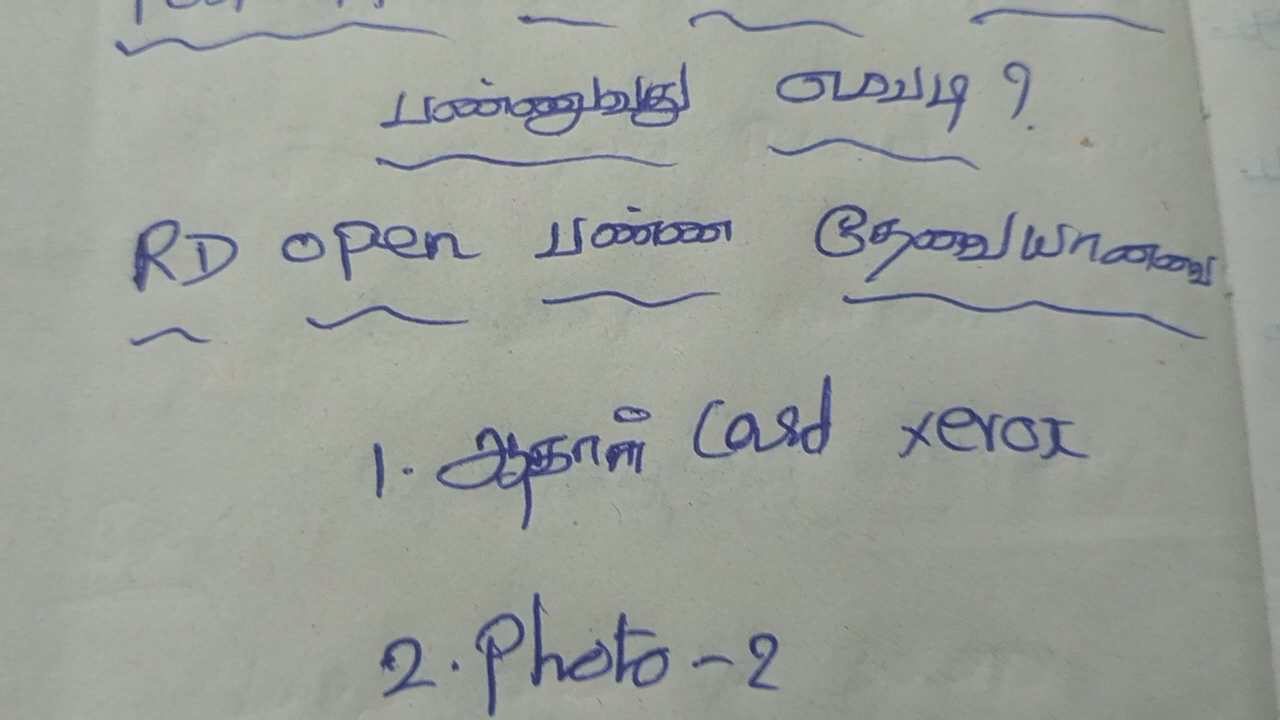 பண்ணுவது எப்படி?
RD open பண்ண தேவையானவை
1. ஆதார் Card xerox
2. Photo - 2